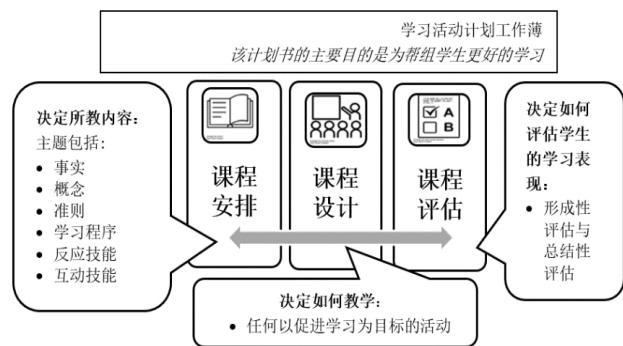 学习活动计划工作薄
该计划书的主要目的是为帮组学生更好的学习
决定所教内容：
主题包括：
• 事实
• 概念
• 准则
• 学习程序
• 反应技能
• 互动技能
课程
安排
课程
设计
A
B
课程
评估
决定如何
评估学生
的学习表
现：
• 形成性
评估与
总结性
评估
决定如何教学：
• 任何以促进学习为目标的活动